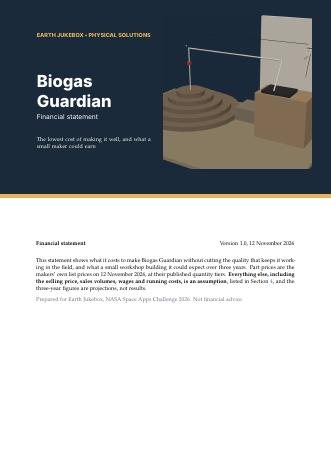 EARTH JUKEBOX • PHYSICAL SOLUTIONS
Biogas
Guardian
Financial statement
The lowest cost of making it well, and what a
small maker could earn
Financial statement
Version 1.0, 12 November 2026
This statement shows what it costs to make Biogas Guardian without cutting the quality that keeps it work-
ing in the field, and what a small workshop building it could expect over three years. Part prices are the
makers' own list prices on 12 November 2026, at their published quantity tiers. Everything else, including
the selling price, sales volumes, wages and running costs, is an assumption, listed in Section 4, and the
three-year figures are projections, not results.
Prepared for Earth Jukebox, NASA Space Apps Challenge 2026. Not financial advice.